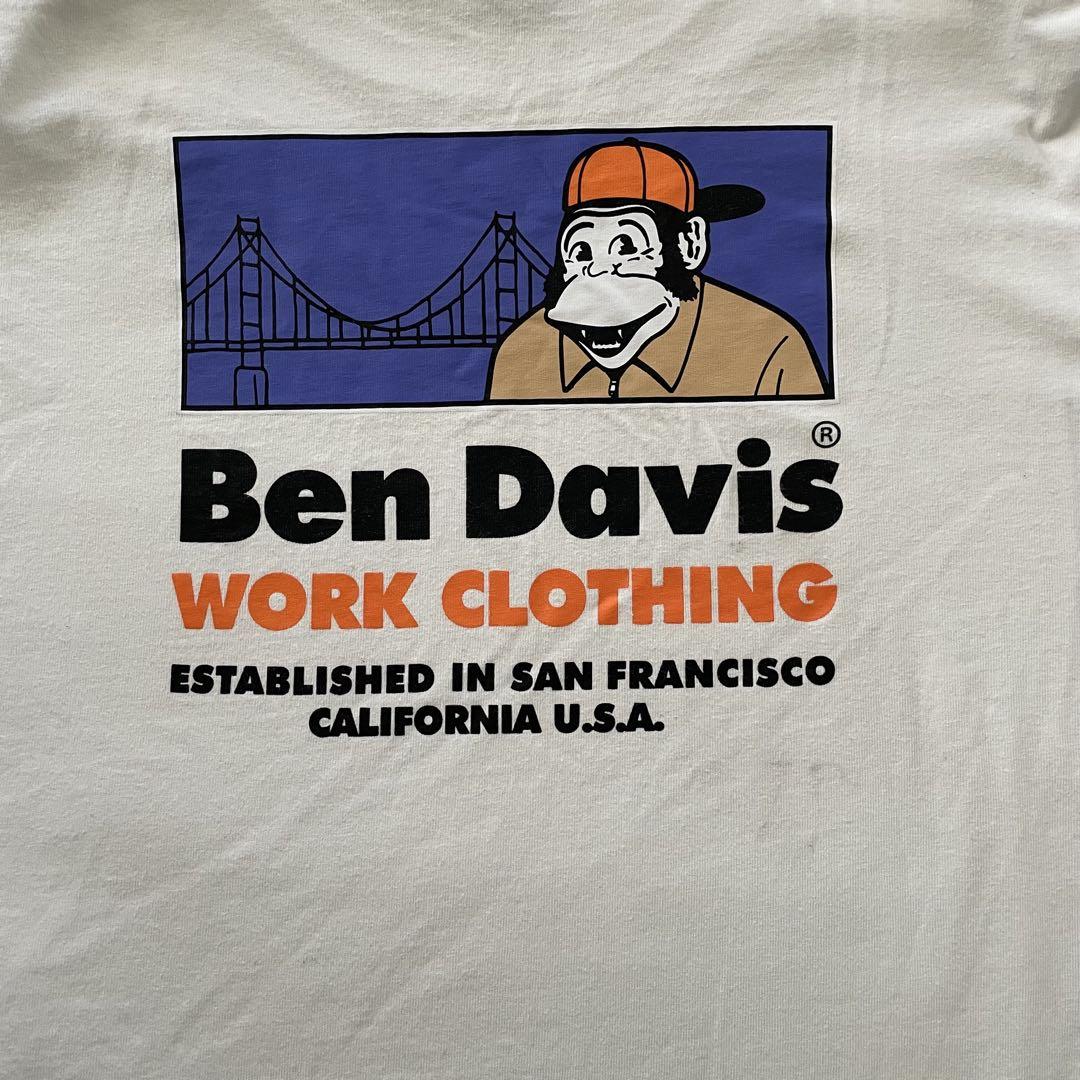 Ben Davis®
WORK CLOTHING
ESTABLISHED IN SAN FRANCISCO
CALIFORNIA U.S.A.